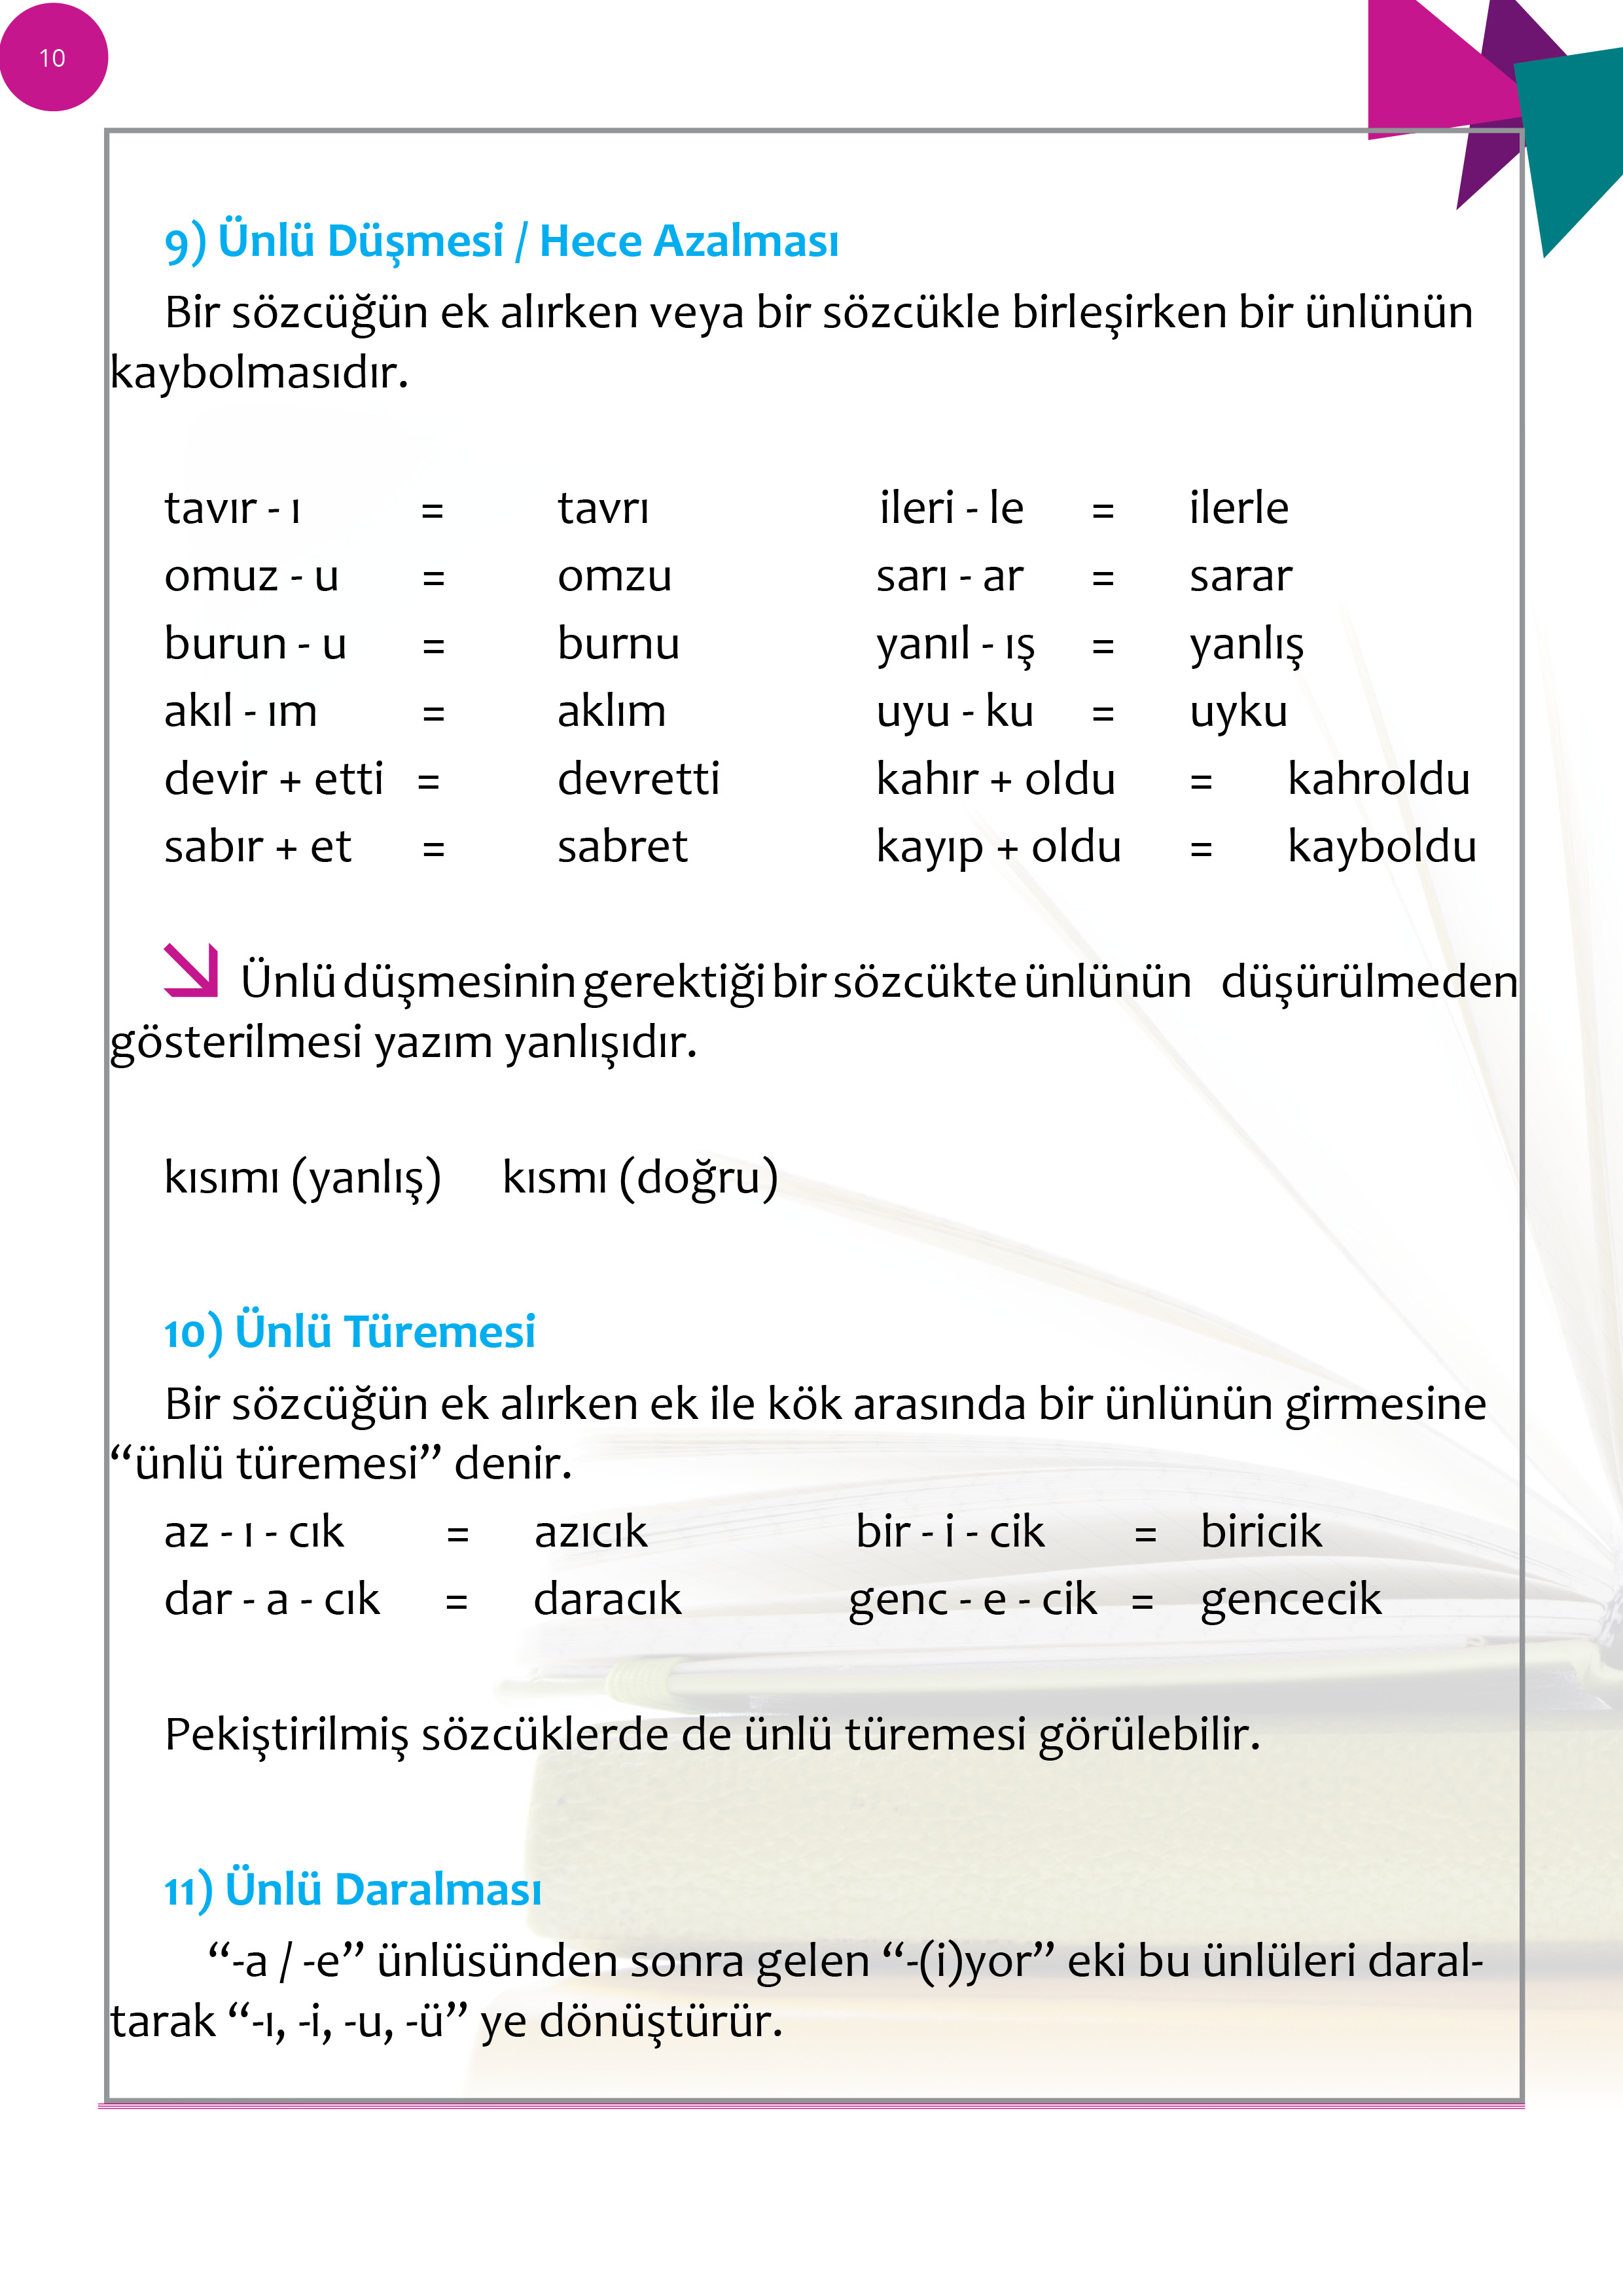 10
9) Ünlü Düşmesi / Hece Azalması
Bir sözcüğün ek alırken veya bir sözcükle birleşirken bir ünlünün
kaybolmasıdır.
tavır - ı = tavrı ileri - le = ilerle
omuz - u = omzu sarı - ar = sarar
burun - u = burnu yanıl - ış = yanlış
akıl - ım = aklım uyu - ku = uyku
devir + etti = devretti kahır + oldu = kahroldu
sabır + et = sabret kayıp + oldu = kayboldu
Ünlü düşmesinin gerektiği bir sözcükte ünlünün düşürülmeden
gösterilmesi yazım yanlışıdır.
kısımı (yanlış) kısmı (doğru)
10) Ünlü Türemesi
Bir sözcüğün ek alırken ek ile kök arasında bir ünlünün girmesine
“ünlü türemesi” denir.
az - ı - cık = azıcık bir - i - cik = biricik
dar - a - cık = daracık genc - e - cik = gencecik
Pekiştirilmiş sözcüklerde de ünlü türemesi görülebilir.
11) Ünlü Daralması
“-a / -e” ünlüsünden sonra gelen “-(i)yor” eki bu ünlüleri daral-
tarak “-ı, -i, -u, -ü” ye dönüştürür.